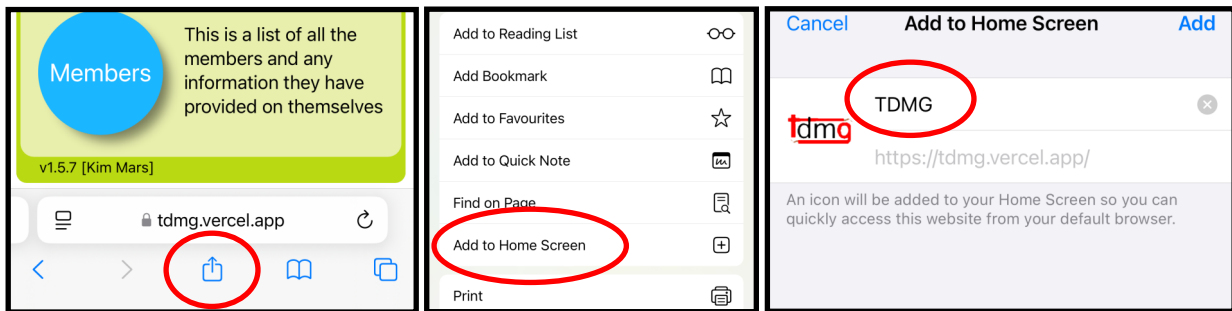 This is a list of all the
members and any
information they have
provided on themselves
Members
v1.5.7 [Kim Mars]
tdmg.vercel.app
Add to Reading List
Add Bookmark
Add to Favourites
Add to Quick Note
Find on Page
Add to Home Screen
Print
Cancel
Add to Home Screen
Add
tdmg
TDMG
https://tdmg.vercel.app/
An icon will be added to your Home Screen so you can
quickly access this website from your default browser.